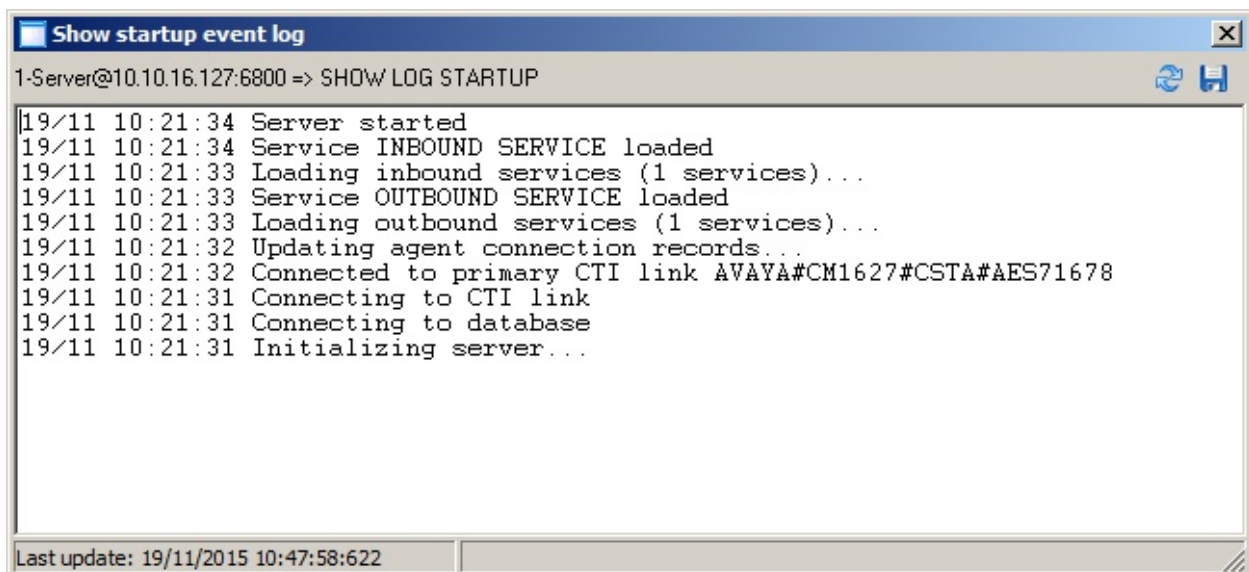 Show startup event log
1-Server@10.10.16.127:6800 => SHOW LOG STARTUP
19/11 10:21:34 Server started
19/11 10:21:34 Service INBOUND SERVICE loaded
19/11 10:21:33 Loading inbound services (1 services)...
19/11 10:21:33 Service OUTBOUND SERVICE loaded
19/11 10:21:33 Loading outbound services (1 services)...
19/11 10:21:32 Updating agent connection records...
19/11 10:21:32 Connected to primary CTI link AVAYA#CM1627#CSTA#AES71678
19/11 10:21:31 Connecting to CTI link
19/11 10:21:31 Connecting to database
19/11 10:21:31 Initializing server...
Last update: 19/11/2015 10:47:58:622